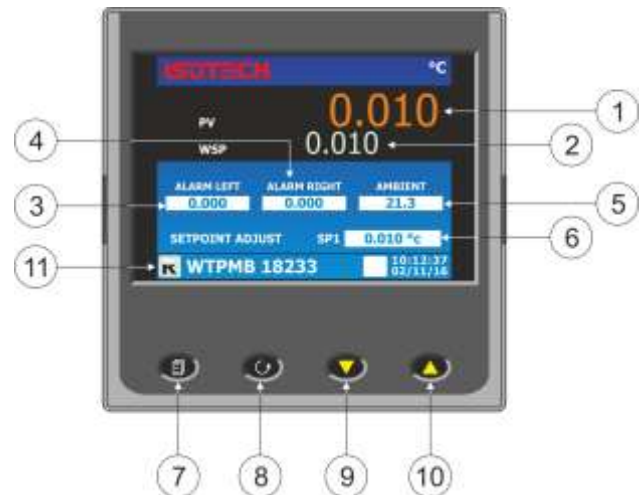 ISOTECH °C
PV 0.010
WSP 0.010
ALARM LEFT ALARM RIGHT AMBIENT
0.000 0.000 21.3
SETPOINT ADJUST SP1 0.010 °c
WTPMB 18233 10:12:37
02/11/16
1
2
3
4
5
6
7
8
9
10
11